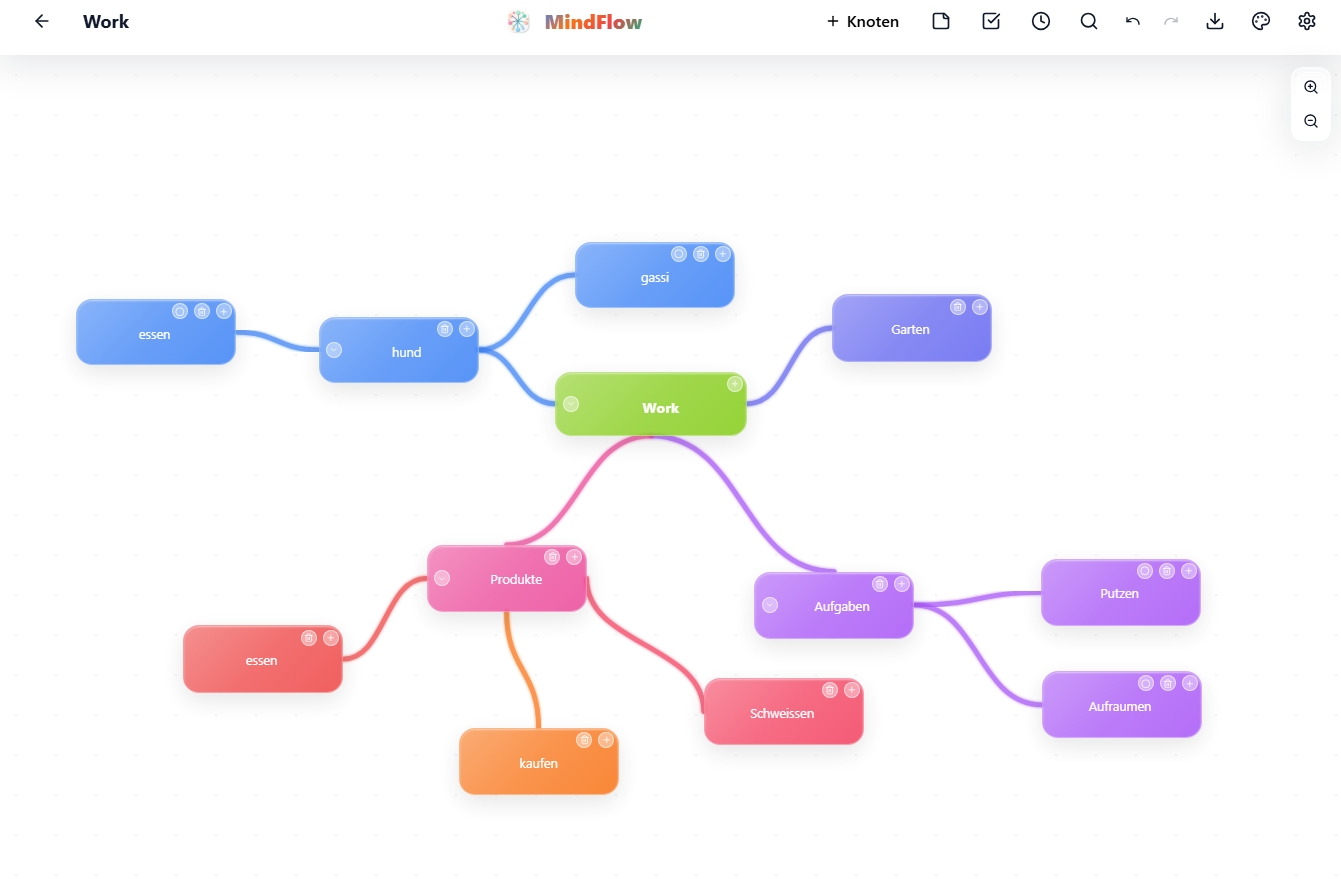 Work
MindFlow
Knoten
gassi
Garten
essen
hund
Work
Produkte
Aufgaben
Putzen
essen
Schweissen
Aufraumen
kaufen